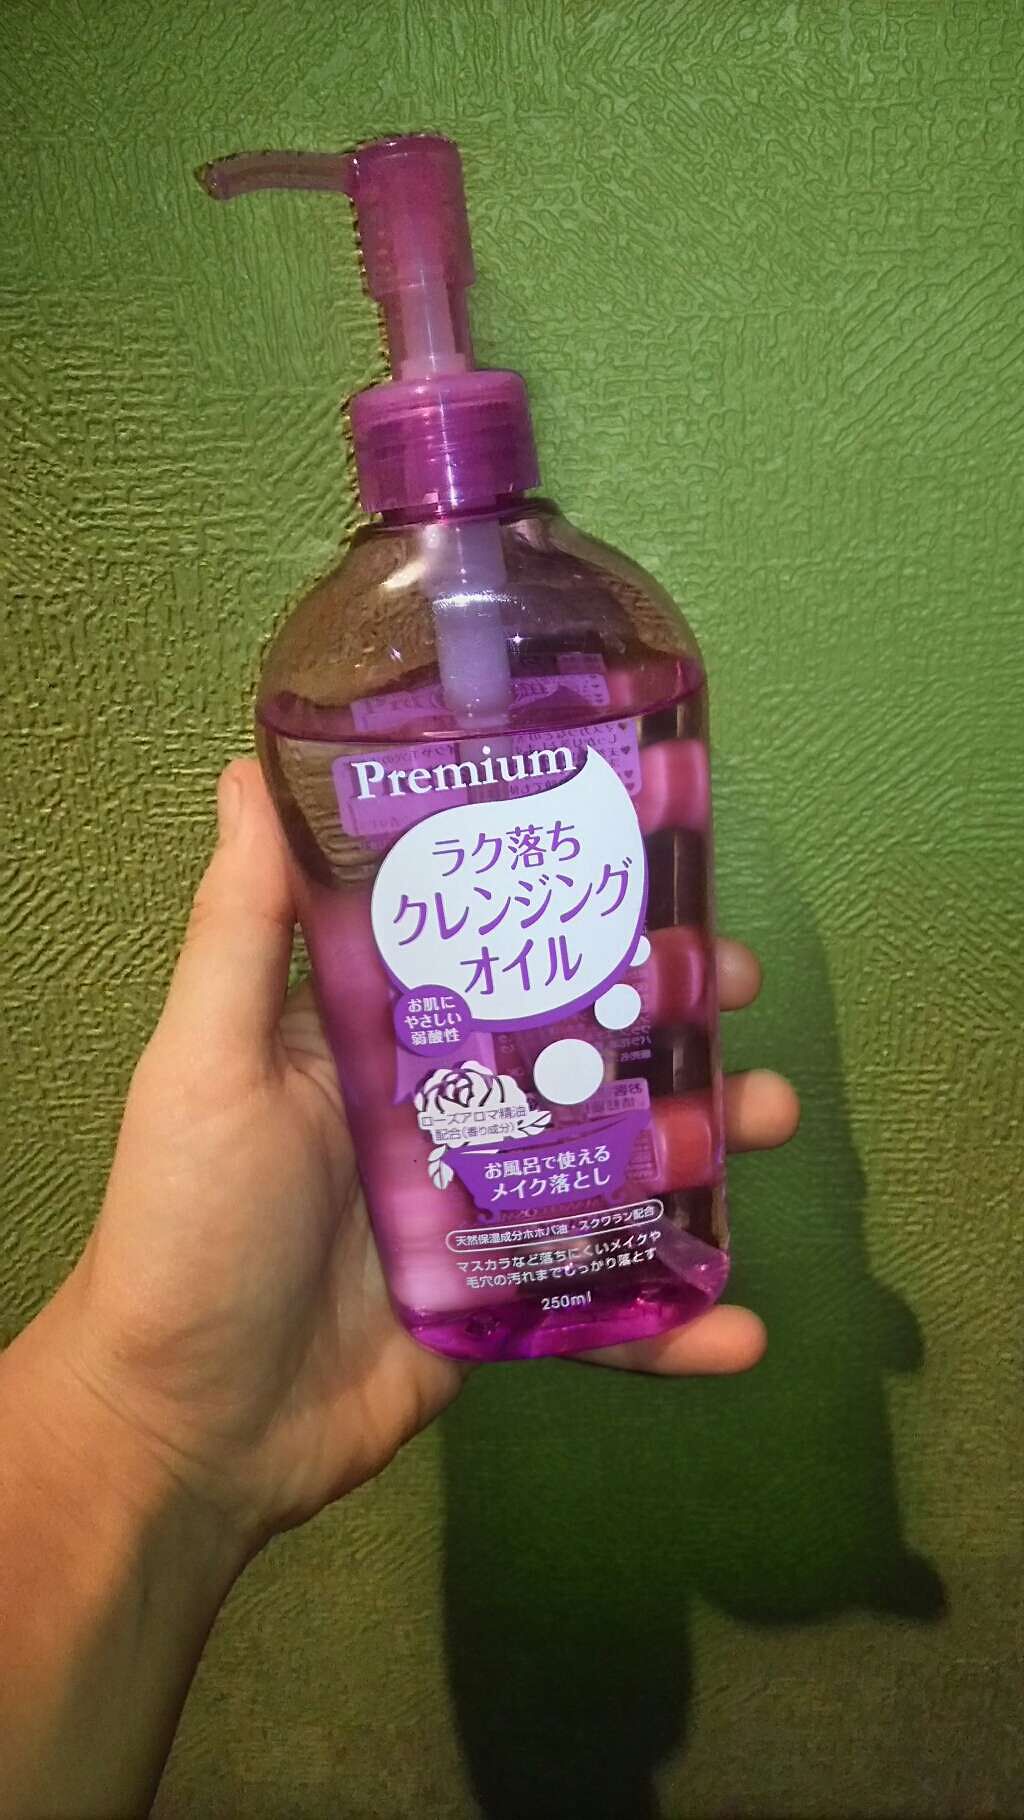 Premium
ラク落ち
クレンジング
オイル
お肌に
やさしい
弱酸性
ローズアロマ精油
配合(香り成分)
お風呂で使える
メイク落とし
天然保湿成分ホホバ油・スクワラン配合
マスカラなど落ちにくいメイクや
毛穴の汚れまでしっかり落とす
250ml